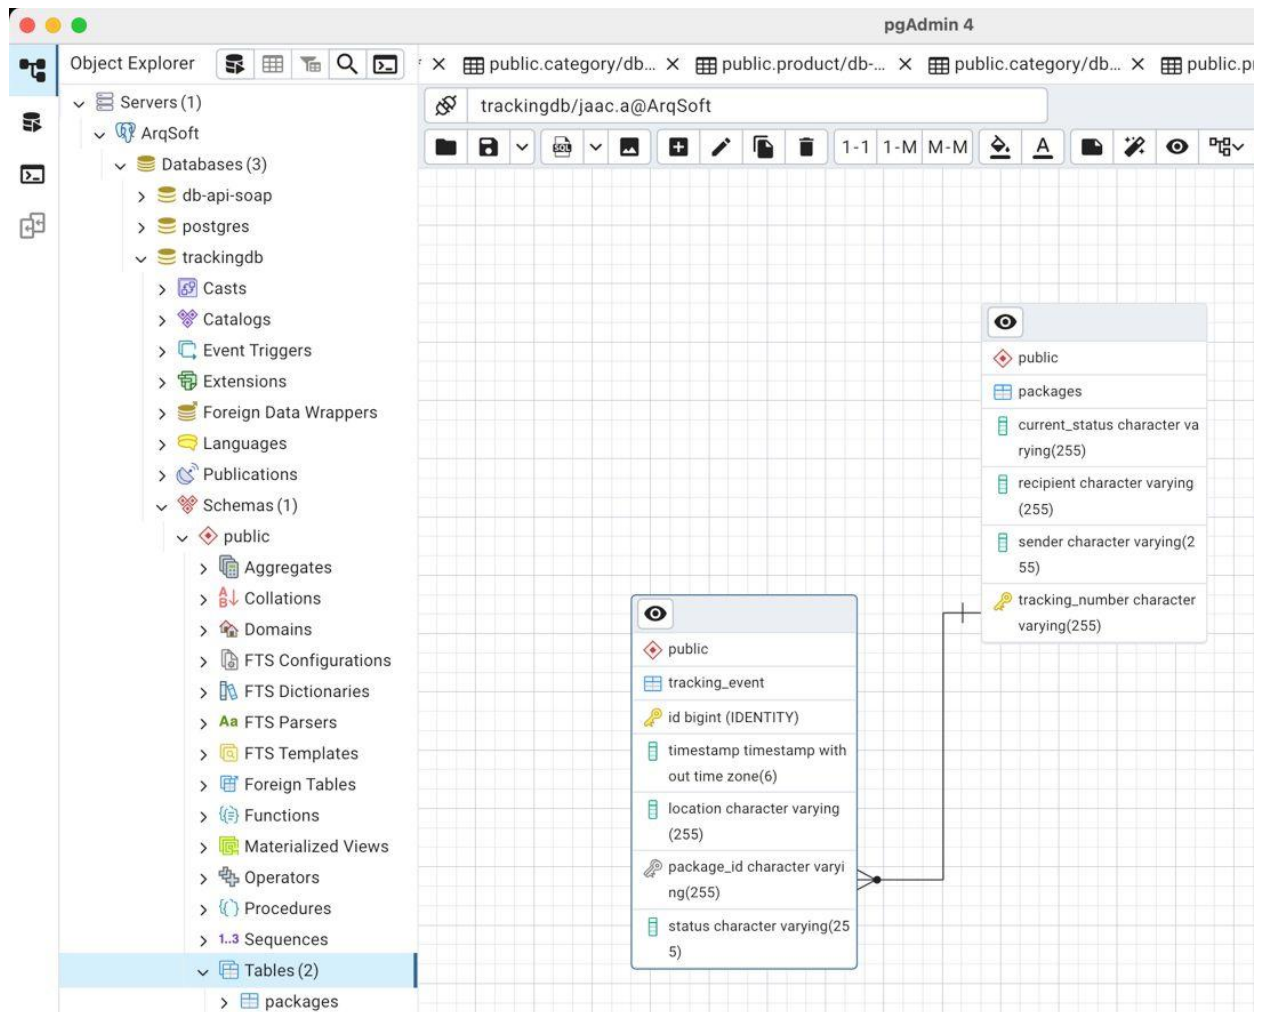 pgAdmin 4
Object Explorer
public.category/db...
public.product/db-...
public.category/db...
trackingdb/jaac.a@ArqSoft
SQL
1-1
1-M
M-M
A
Servers (1)
ArqSoft
Databases (3)
db-api-soap
postgres
trackingdb
Casts
Catalogs
Event Triggers
Extensions
Foreign Data Wrappers
Languages
Publications
Schemas (1)
public
Aggregates
Collations
Domains
FTS Configurations
FTS Dictionaries
Aa FTS Parsers
FTS Templates
Foreign Tables
Functions
Materialized Views
Operators
Procedures
1..3 Sequences
Tables (2)
packages
public
packages
current_status character va
rying(255)
recipient character varying
(255)
sender character varying(2
55)
tracking_number character
varying(255)
public
tracking_event
id bigint (IDENTITY)
timestamp timestamp with
out time zone(6)
location character varying
(255)
package_id character varyi
ng(255)
status character varying(25
5)